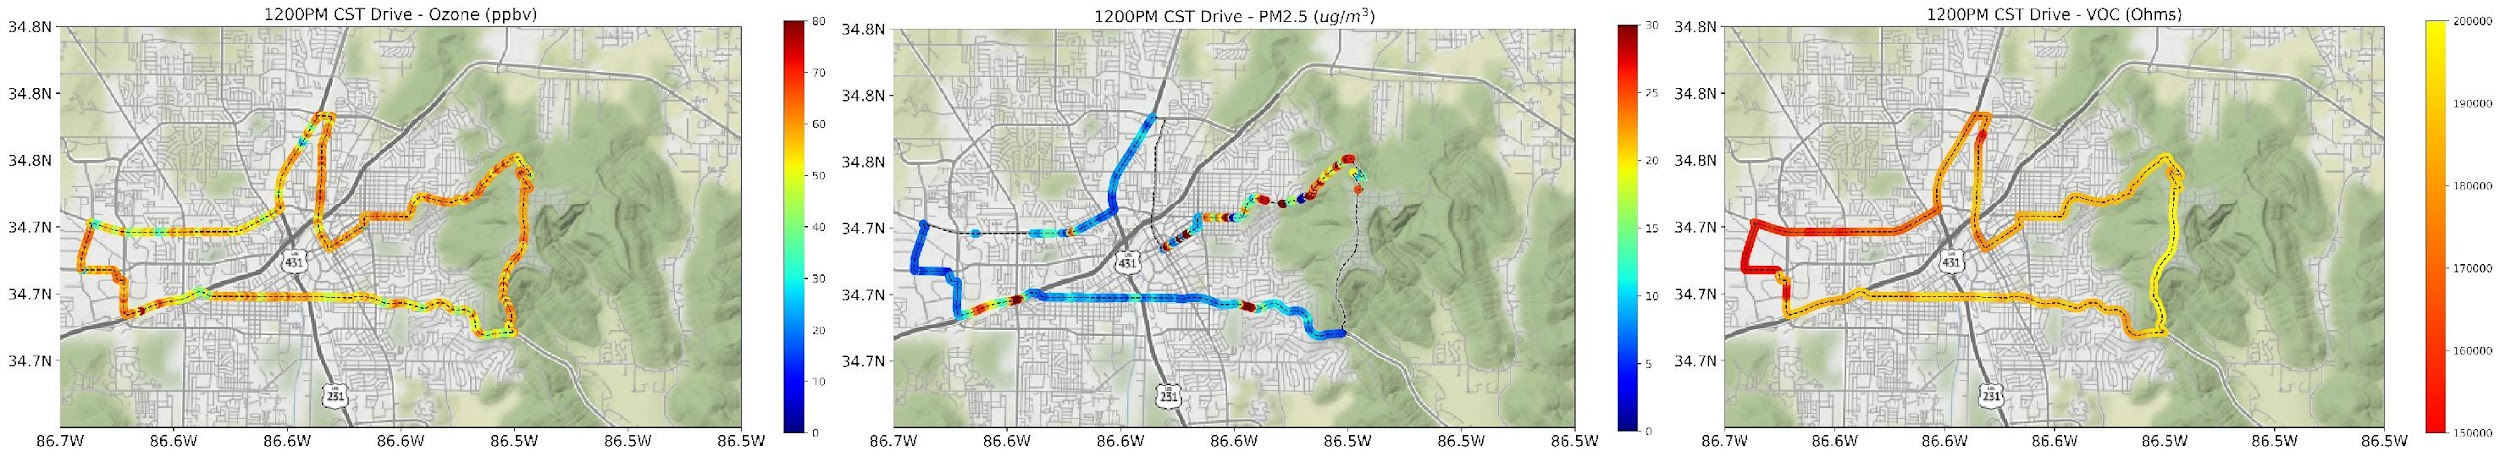 1200PM CST Drive - Ozone (ppbv)
34.8N
34.8N
34.8N
34.7N
34.7N
34.7N
86.7W
86.6W
86.6W
86.6W
86.5W
86.5W
86.5W
431
231
80
70
60
50
40
30
20
10
0
1200PM CST Drive - PM2.5 (ug/m³)
34.8N
34.8N
34.8N
34.7N
34.7N
34.7N
86.7W
86.6W
86.6W
86.6W
86.5W
86.5W
86.5W
431
231
30
25
20
15
10
5
0
1200PM CST Drive - VOC (Ohms)
34.8N
34.8N
34.8N
34.7N
34.7N
34.7N
86.7W
86.6W
86.6W
86.6W
86.5W
86.5W
86.5W
431
231
200000
190000
180000
170000
160000
150000